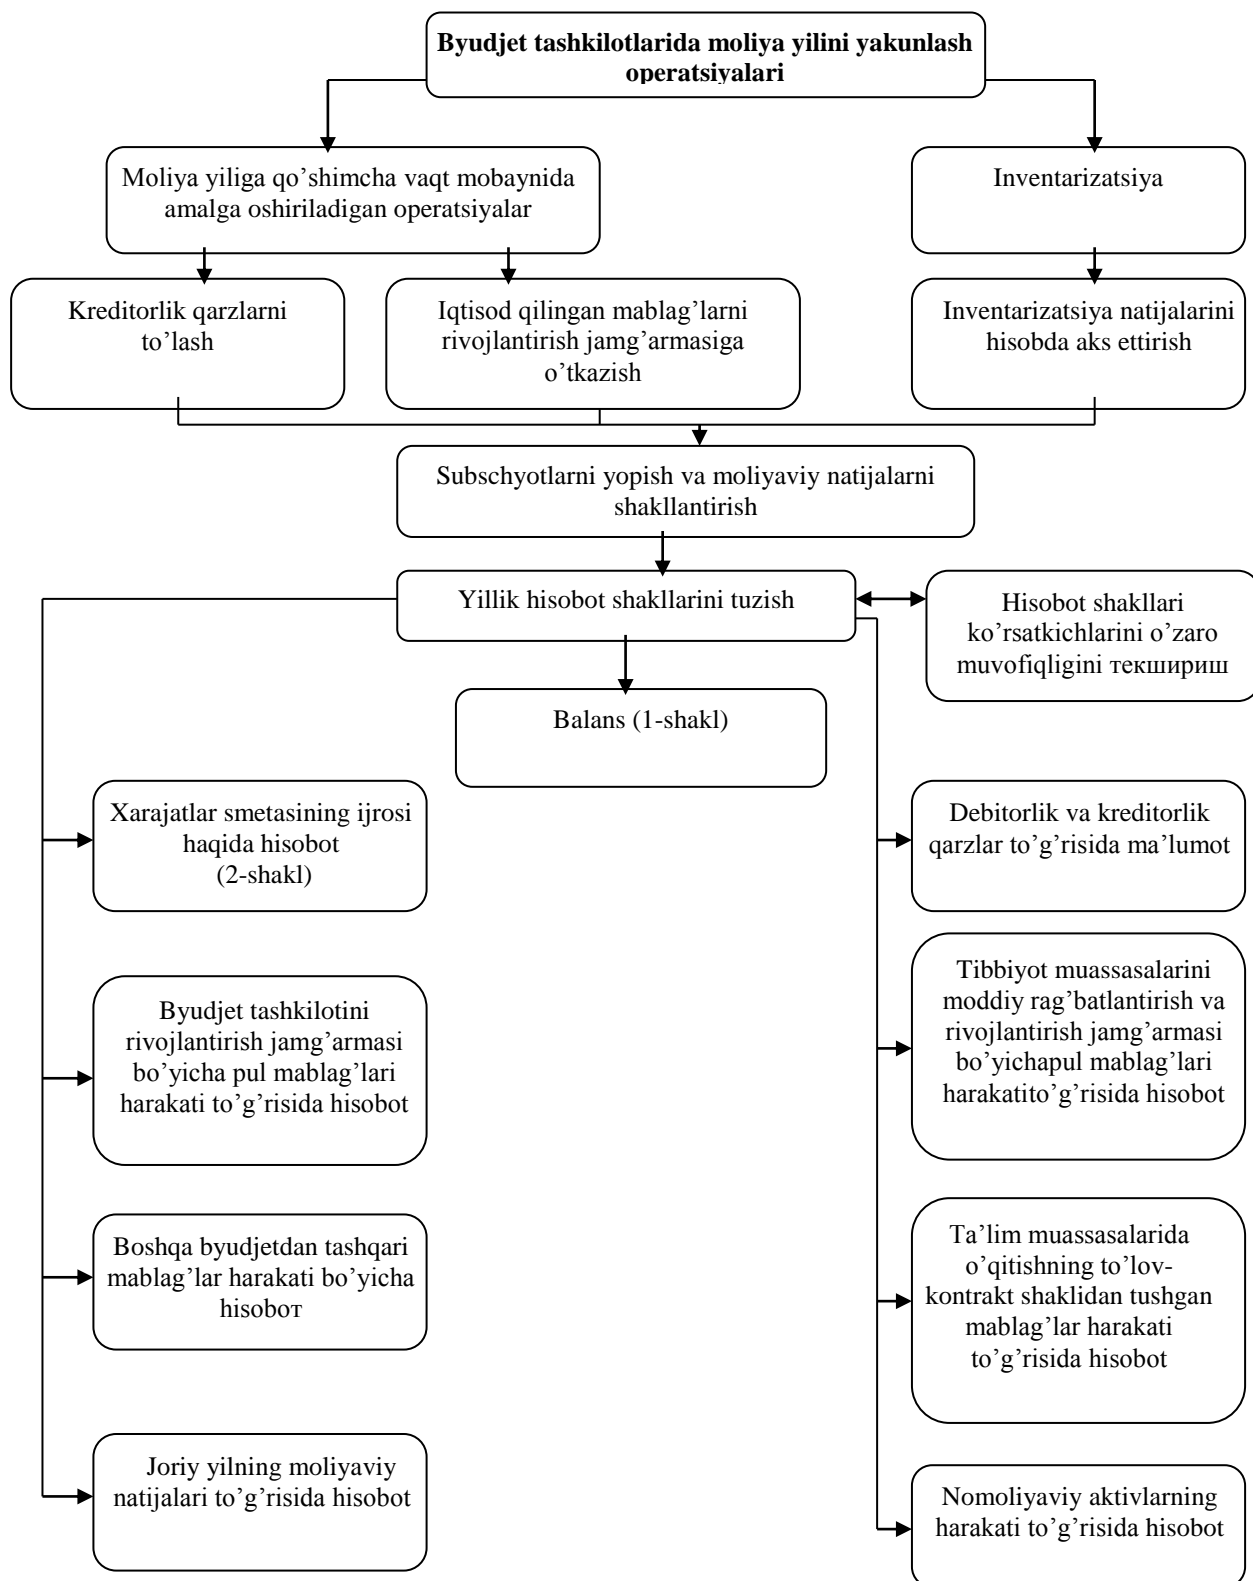 Byudjet tashkilotlarida moliya yilini yakunlash
operatsiyalari
Moliya yiliga qo’shimcha vaqt mobaynida
amalga oshiriladigan operatsiyalar
Inventarizatsiya
Kreditorlik qarzlarni
to’lash
Iqtisod qilingan mablag’larni
rivojlantirish jamg’armasiga
o’tkazish
Inventarizatsiya natijalarini
hisobda aks ettirish
Subschyotlarni yopish va moliyaviy natijalarni
shakllantirish
Yillik hisobot shakllarini tuzish
Hisobot shakllari
ko’rsatkichlarini o’zaro
muvofiqligini текшириш
Balans (1-shakl)
Xarajatlar smetasining ijrosi
haqida hisobot
(2-shakl)
Debitorlik va kreditorlik
qarzlar to’g’risida ma’lumot
Byudjet tashkilotini
rivojlantirish jamg’armasi
bo’yicha pul mablag’lari
harakati to’g’risida hisobot
Tibbiyot muassasalarini
moddiy rag’batlantirish va
rivojlantirish jamg’armasi
bo’yichapul mablag’lari
harakatito’g’risida hisobot
Boshqa byudjetdan tashqari
mablag’lar harakati bo’yicha
hisobот
Ta’lim muassasalarida
o’qitishning to’lov-
kontrakt shaklidan tushgan
mablag’lar harakati
to’g’risida hisobot
Joriy yilning moliyaviy
natijalari to’g’risida hisobot
Nomoliyaviy aktivlarning
harakati to’g’risida hisobot